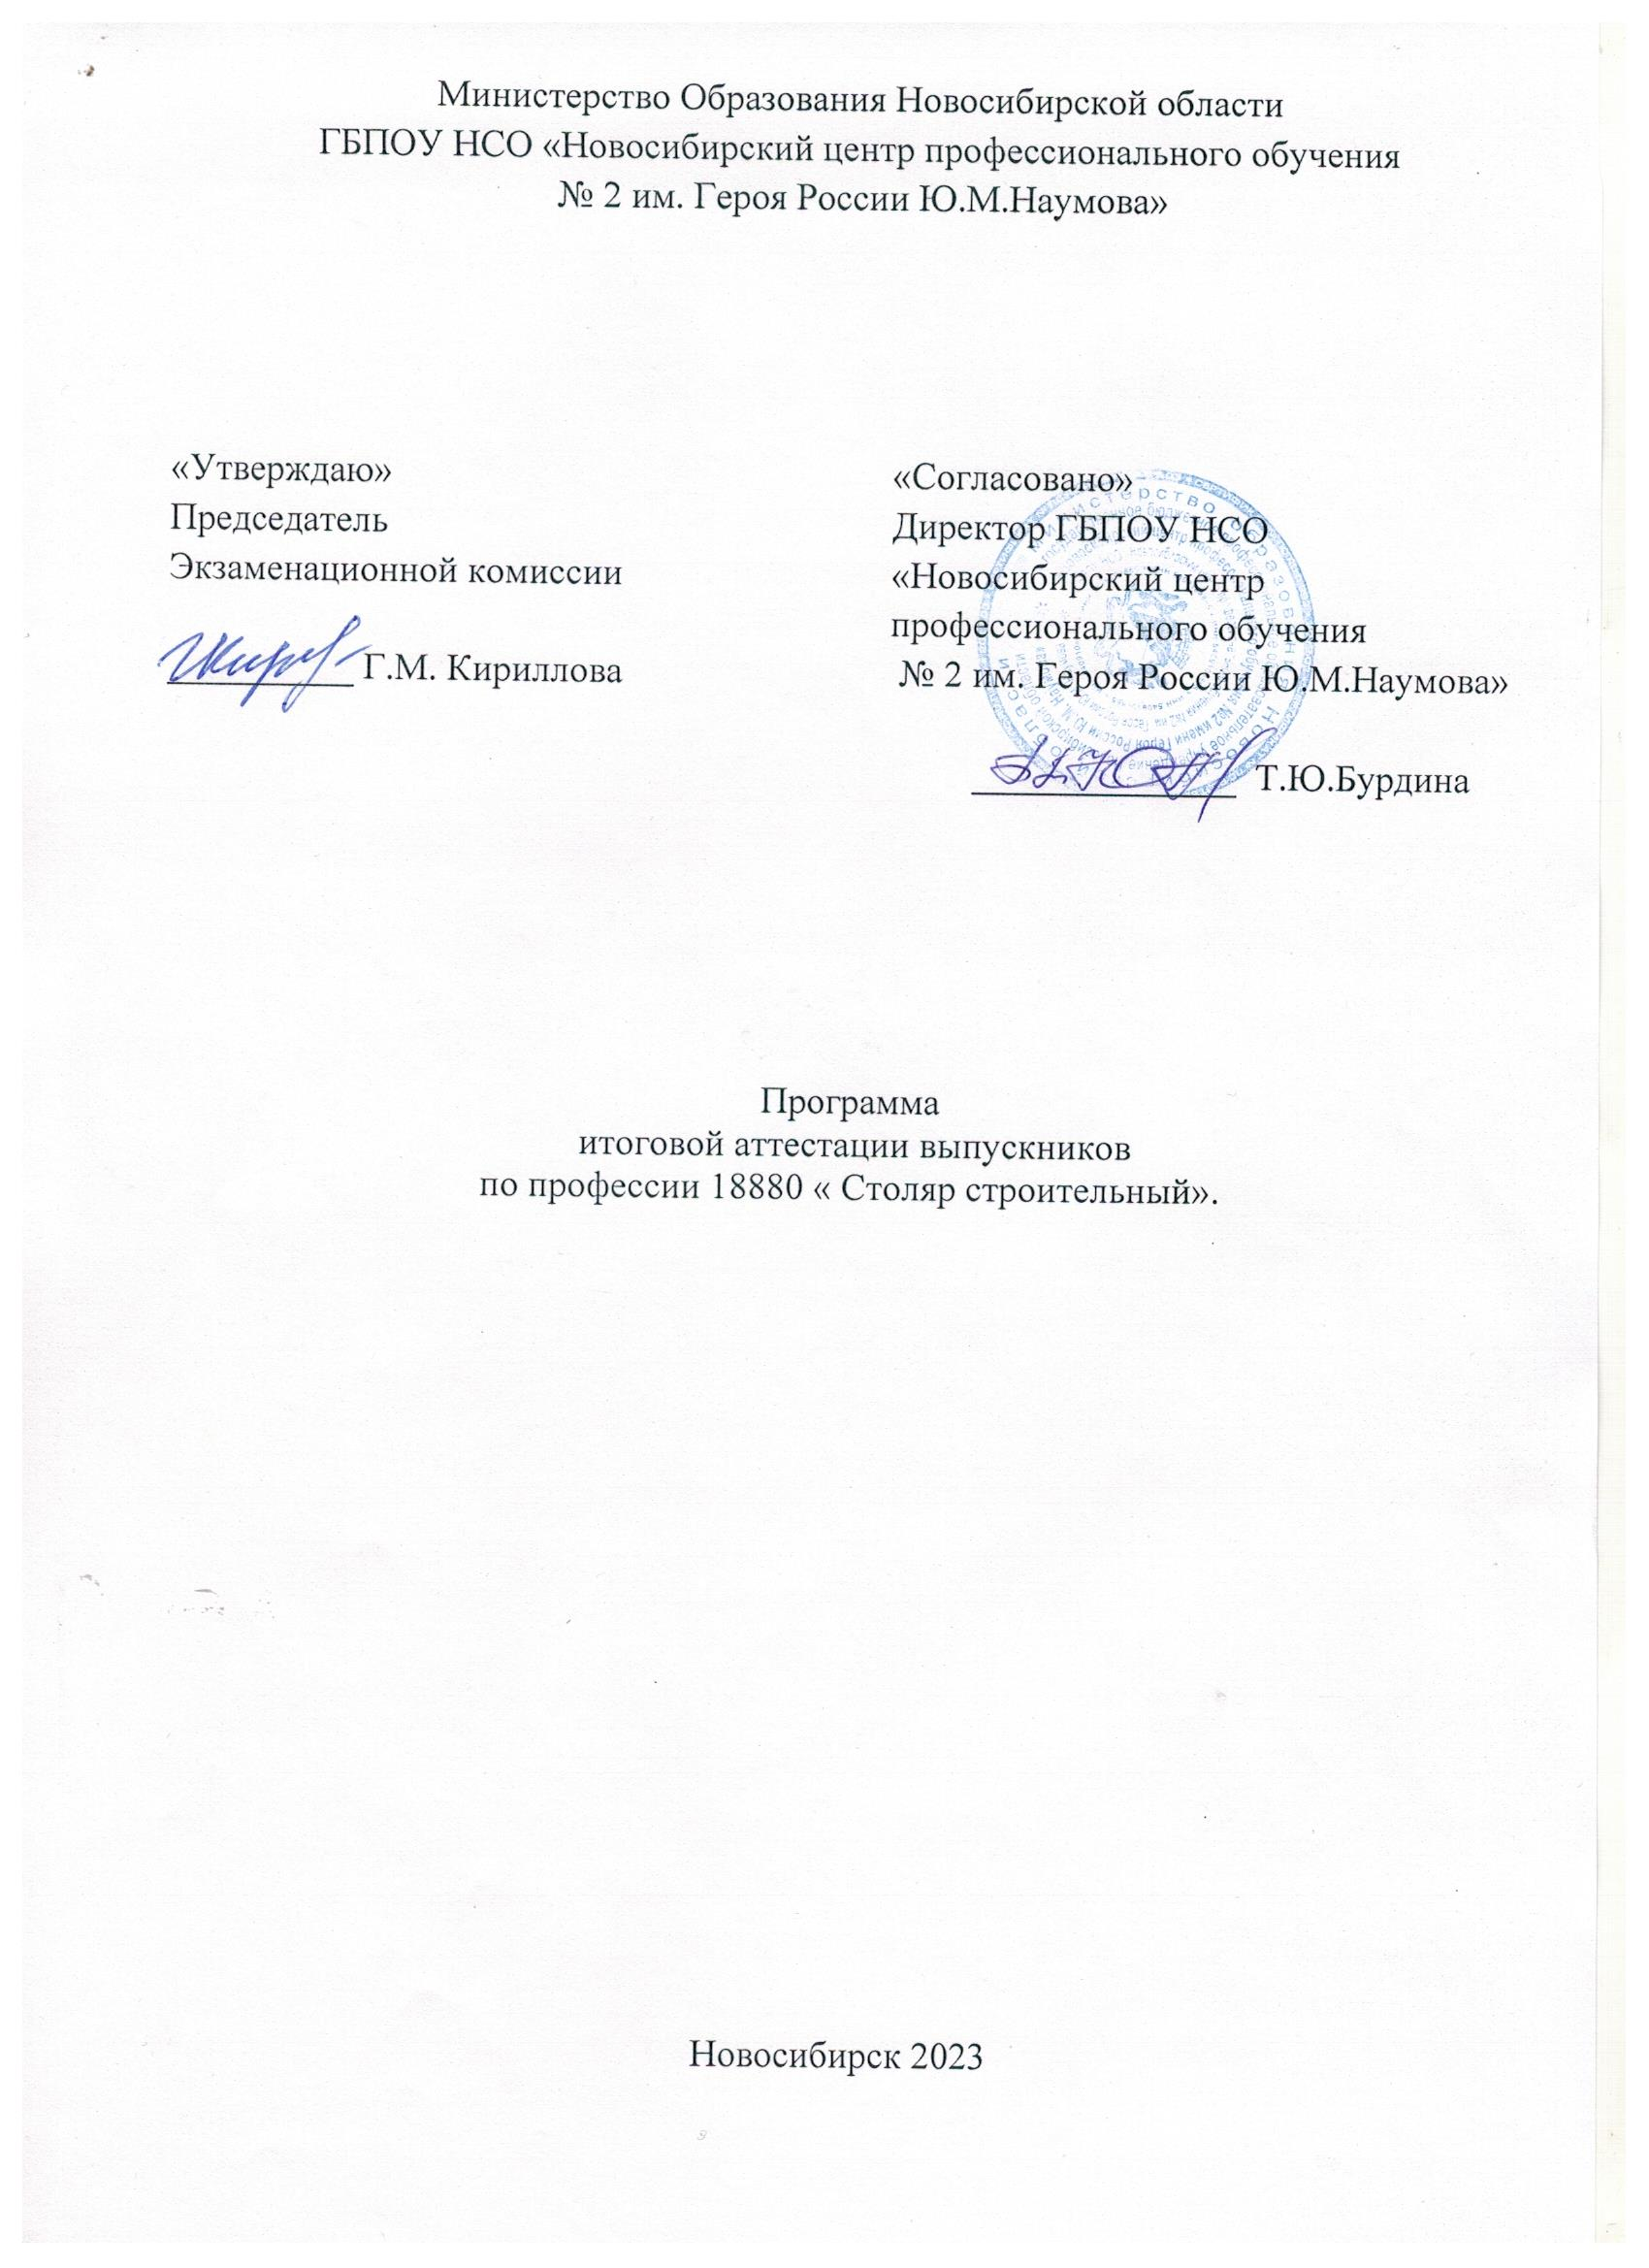 Министерство Образования Новосибирской области
ГБПОУ НСО «Новосибирский центр профессионального обучения
№ 2 им. Героя России Ю.М.Наумова»
«Утверждаю»
Председатель
Экзаменационной комиссии
Г.М. Кириллова
«Согласовано»
Директор ГБПОУ НСО
«Новосибирский центр
профессионального обучения
№ 2 им. Героя России Ю.М.Наумова»
Т.Ю.Бурдина
Программа
итоговой аттестации выпускников
по профессии 18880 « Столяр строительный».
Новосибирск 2023